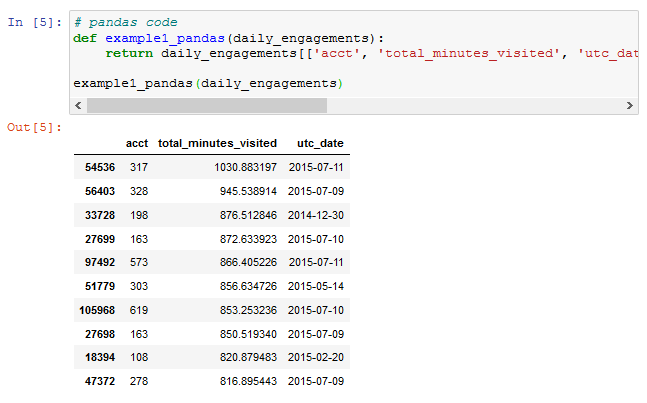 In [5]: # pandas code
def example1_pandas(daily_engagements):
    return daily_engagements[['acct', 'total_minutes_visited', 'utc_dat
example1_pandas(daily_engagements)
Out[5]:
acct total_minutes_visited utc_date
54536 317 1030.883197 2015-07-11
56403 328 945.538914 2015-07-09
33728 198 876.512846 2014-12-30
27699 163 872.633923 2015-07-10
97492 573 866.405226 2015-07-11
51779 303 856.634726 2015-05-14
105968 619 853.253236 2015-07-10
27698 163 850.519340 2015-07-09
18394 108 820.879483 2015-02-20
47372 278 816.895443 2015-07-09